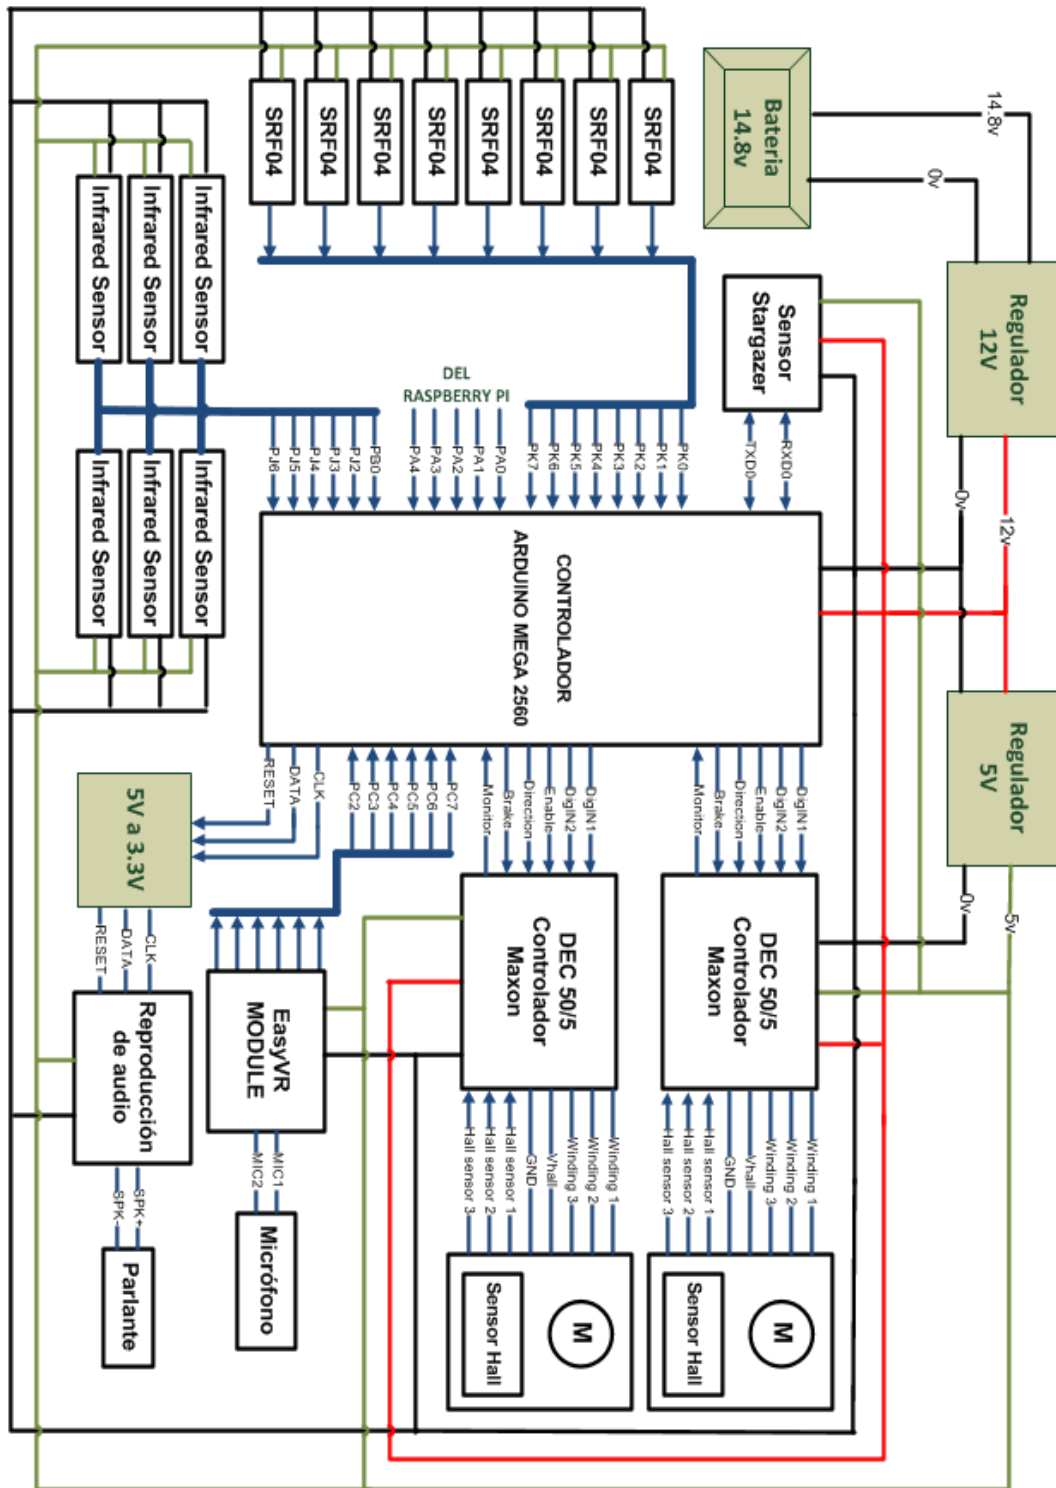 SRF04
SRF04
SRF04
SRF04
SRF04
SRF04
SRF04
SRF04
Bateria
14.8v
14.8v
0v
Infrared Sensor
Infrared Sensor
Infrared Sensor
Sensor
Stargazer
Regulador
12V
DEL
RASPBERRY PI
PJ6
PJ5
PJ4
PJ3
PJ2
PB0
PA4
PA3
PA2
PA1
PA0
PK7
PK6
PK5
PK4
PK3
PK2
PK1
PK0
TXD0
RXD0
0v
12v
Infrared Sensor
Infrared Sensor
Infrared Sensor
CONTROLADOR
ARDUINO MEGA 2560
Regulador
5V
RESET
DATA
CLK
PC2
PC3
PC4
PC5
PC6
PC7
Monitor
Brake
Direction
Enable
DigIN2
DigIN1
Monitor
Brake
Direction
Enable
DigIN2
DigIN1
5V a 3.3V
0v
5v
RESET
DATA
CLK
DEC 50/5
Controlador
Maxon
DEC 50/5
Controlador
Maxon
Reproducción
de audio
EasyVR
MODULE
MIC2
MIC1
Hall sensor 3
Hall sensor 2
Hall sensor 1
GND
Vhall
Winding 3
Winding 2
Winding 1
Hall sensor 3
Hall sensor 2
Hall sensor 1
GND
Vhall
Winding 3
Winding 2
Winding 1
SPK-
SPK+
Parlante
Micrófono
Sensor Hall
M
Sensor Hall
M